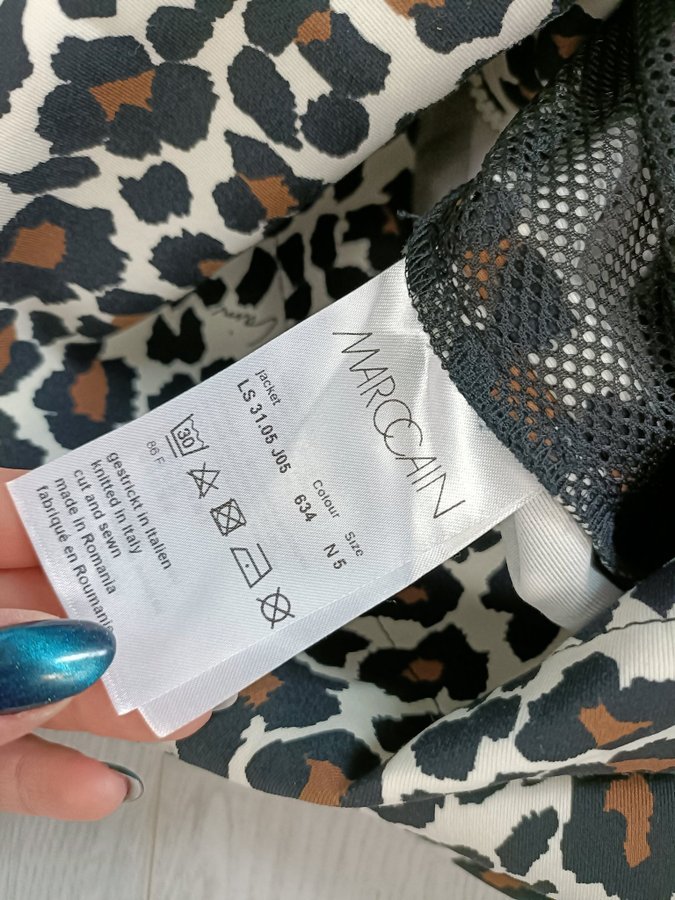 MARCCAIN
jacket Colour Size
LS 31.05 J05 634 N 5
30
86 F
gestrickt in Italien
knitted in Italy
cut and sewn
made in Romania
fabriqué en Roumanie